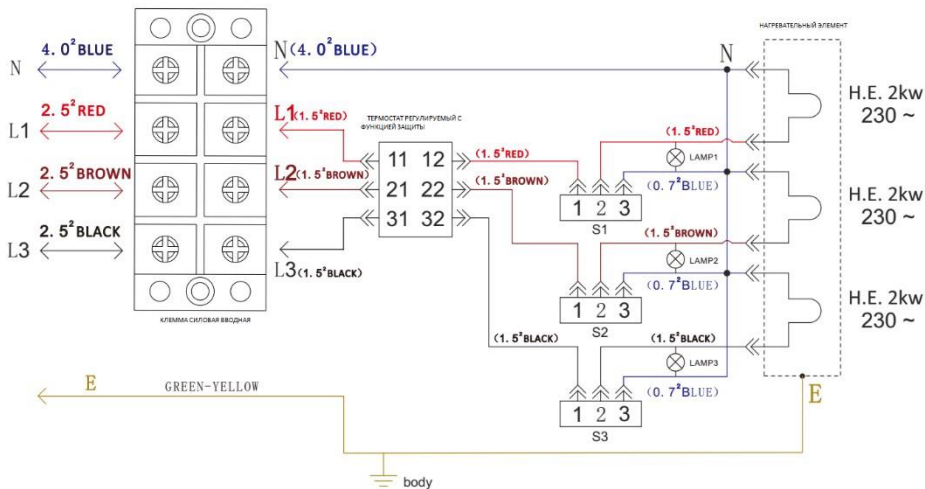 НАГРЕВАТЕЛЬНЫЙ ЭЛЕМЕНТ
4.0²BLUE
N
N(4.0²BLUE)
N
H.E. 2kw
230 ~
2.5²RED
L1
L1(1.5²RED)
ТЕРМОСТАТ РЕГУЛИРУЕМЫЙ С
ФУНКЦИЕЙ ЗАЩИТЫ
11 12
21 22
31 32
(1.5²RED)
(1.5²RED)
LAMP1
2.5²BROWN
L2
L2(1.5²BROWN)
(1.5²BROWN)
(0.7²BLUE)
1 2 3
S1
H.E. 2kw
230 ~
2.5²BLACK
L3
L3(1.5²BLACK)
(1.5²BROWN)
LAMP2
(0.7²BLUE)
1 2 3
S2
H.E. 2kw
230 ~
КЛЕММА СИЛОВАЯ ВВОДНАЯ
(1.5²BLACK)
(1.5²BLACK)
LAMP3
(0.7²BLUE)
1 2 3
S3
E
GREEN-YELLOW
E
body